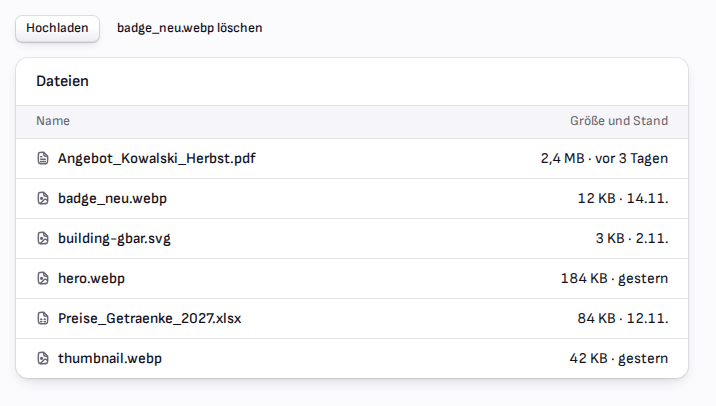 Hochladen badge_neu.webp löschen
Dateien
Name Größe und Stand
Angebot_Kowalski_Herbst.pdf 2,4 MB · vor 3 Tagen
badge_neu.webp 12 KB · 14.11.
building-gbar.svg 3 KB · 2.11.
hero.webp 184 KB · gestern
Preise_Getraenke_2027.xlsx 84 KB · 12.11.
thumbnail.webp 42 KB · gestern